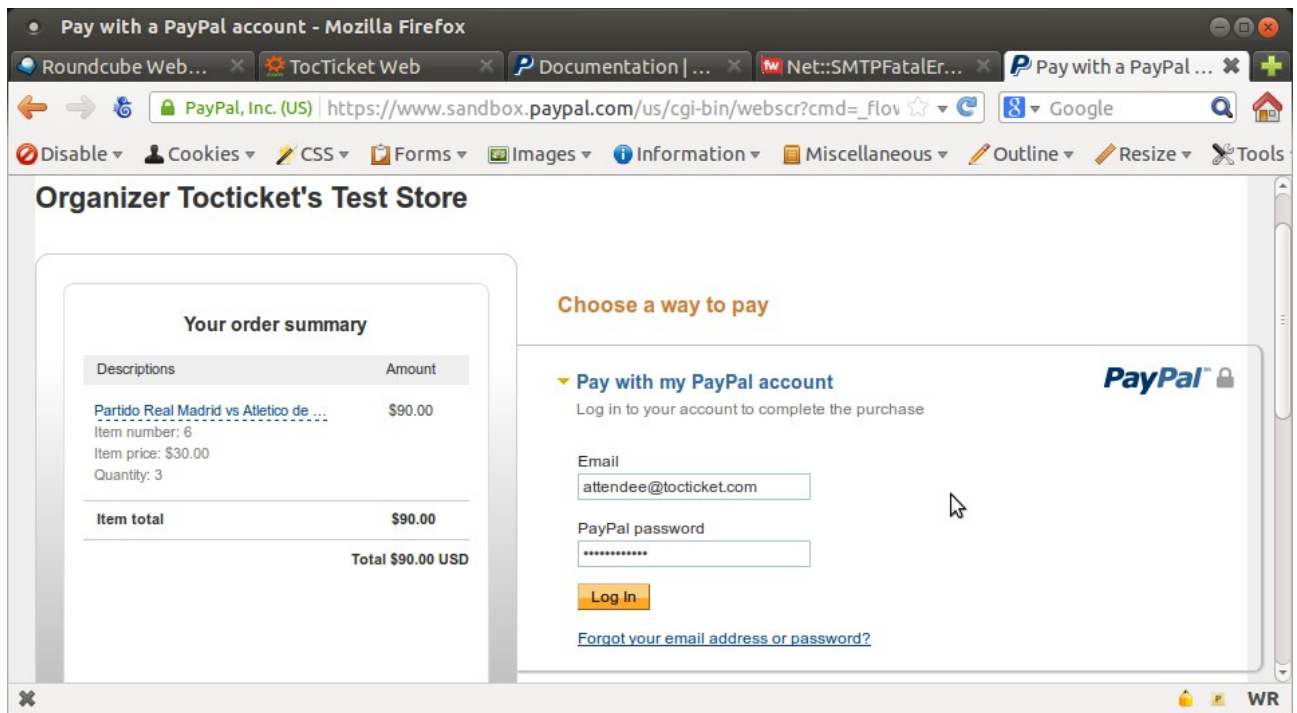 Pay with a PayPal account - Mozilla Firefox
Roundcube Web... TocTicket Web Documentation | ... Net::SMTPFatalEr... Pay with a PayPal ...
PayPal, Inc. (US) https://www.sandbox.paypal.com/us/cgi-bin/webscr?cmd=_flov Google
Disable Cookies CSS Forms Images Information Miscellaneous Outline Resize Tools
Organizer Tocticket's Test Store
Your order summary
Descriptions Amount
Partido Real Madrid vs Atletico de ... $90.00
Item number: 6
Item price: $30.00
Quantity: 3
Item total $90.00
Total $90.00 USD
Choose a way to pay
Pay with my PayPal account PayPal™
Log in to your account to complete the purchase
Email
attendee@tocticket.com
PayPal password
••••••••••••
Log In
Forgot your email address or password?
WR